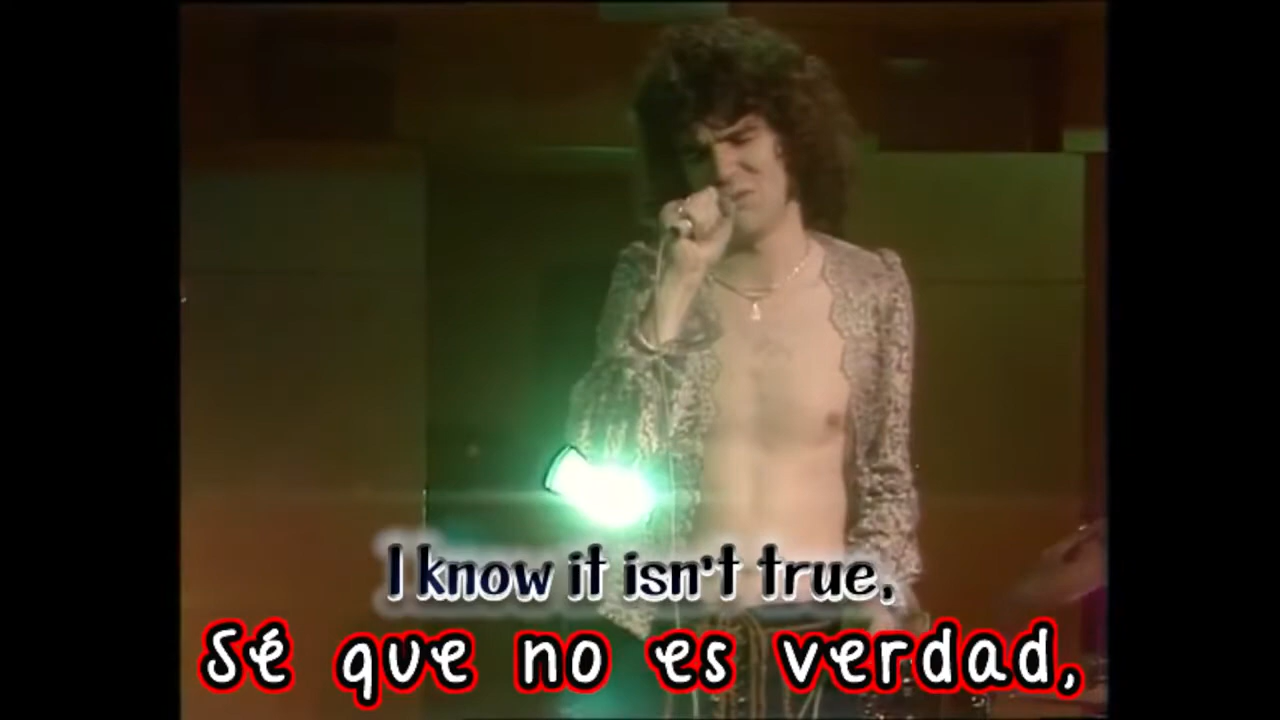 I know it isn't true.
Sé que no es verdad,